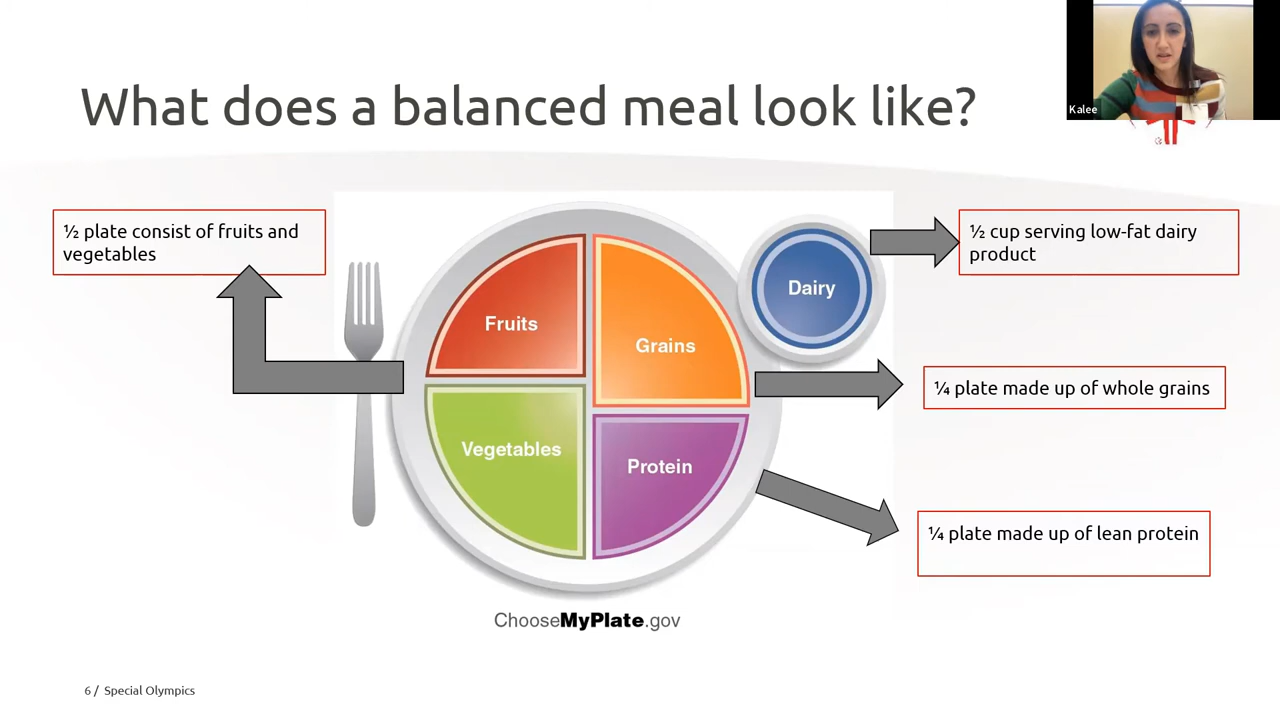 Kalee
What does a balanced meal look like?
½ plate consist of fruits and
vegetables
Fruits
Grains
Vegetables
Protein
Dairy
½ cup serving low-fat dairy
product
¼ plate made up of whole grains
¼ plate made up of lean protein
ChooseMyPlate.gov
6 / Special Olympics